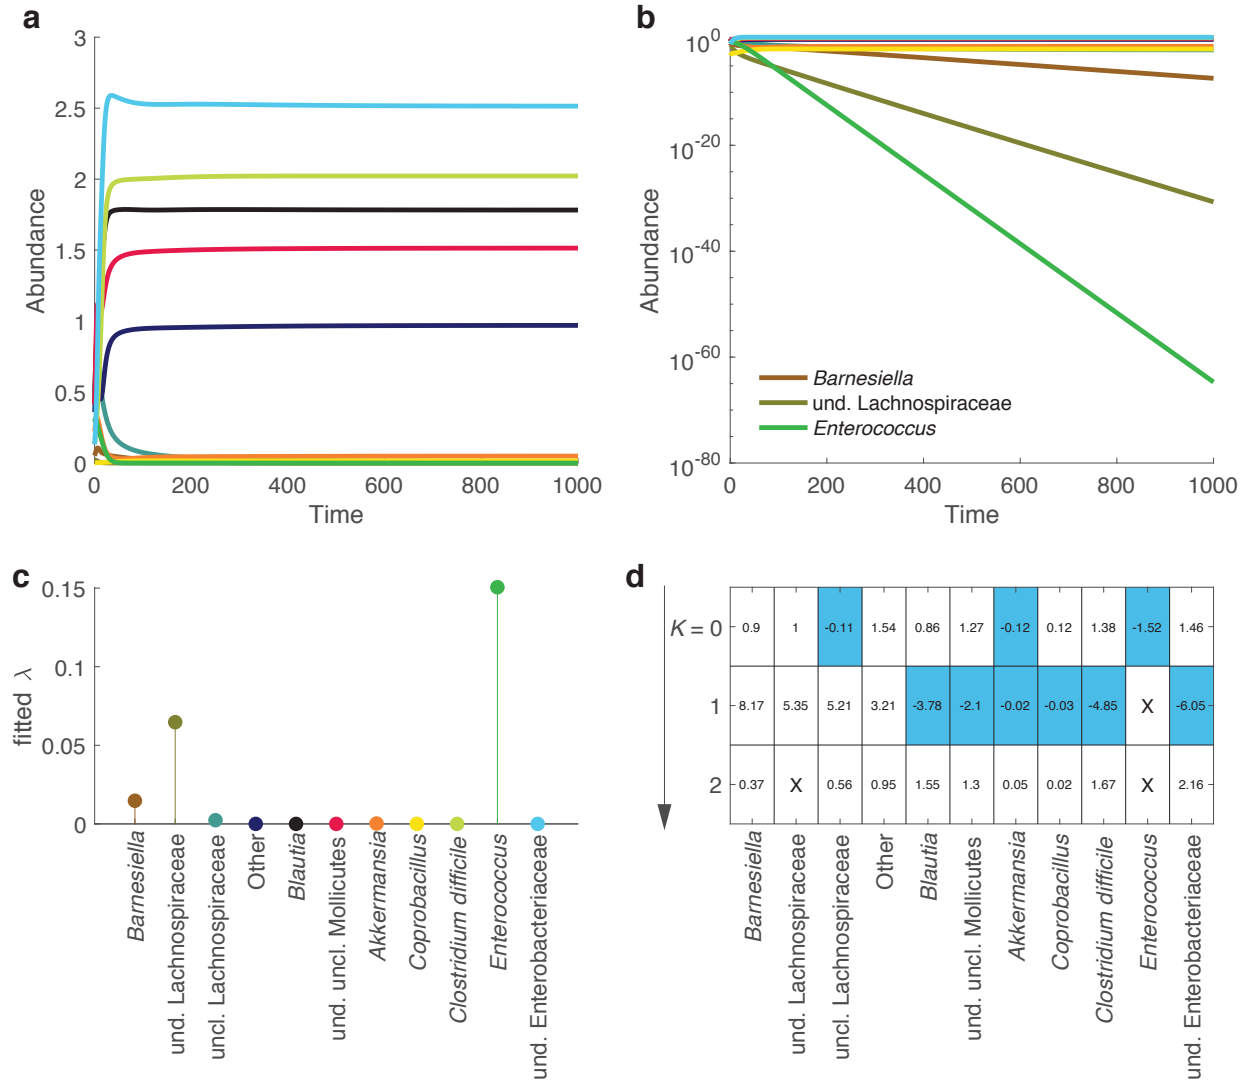 a
3
2.5
2
1.5
1
0.5
0
0 200 400 600 800 1000
Time
Abundance
b
10^0
10^-20
10^-40
10^-60
10^-80
0 200 400 600 800 1000
Time
Abundance
Barnesiella
und. Lachnospiraceae
Enterococcus
c
0.15
0.1
0.05
0
fitted λ
Barnesiella
und. Lachnospiraceae
uncl. Lachnospiraceae
Other
Blautia
und. uncl. Mollicutes
Akkermansia
Coprobacillus
Clostridium difficile
Enterococcus
und. Enterobacteriaceae
d
K = 0 0.9 1 -0.11 1.54 0.86 1.27 -0.12 0.12 1.38 -1.52 1.46
1 8.17 5.35 5.21 3.21 -3.78 -2.1 -0.02 -0.03 -4.85 X -6.05
2 0.37 X 0.56 0.95 1.55 1.3 0.05 0.02 1.67 X 2.16
Barnesiella
und. Lachnospiraceae
uncl. Lachnospiraceae
Other
Blautia
und. uncl. Mollicutes
Akkermansia
Coprobacillus
Clostridium difficile
Enterococcus
und. Enterobacteriaceae